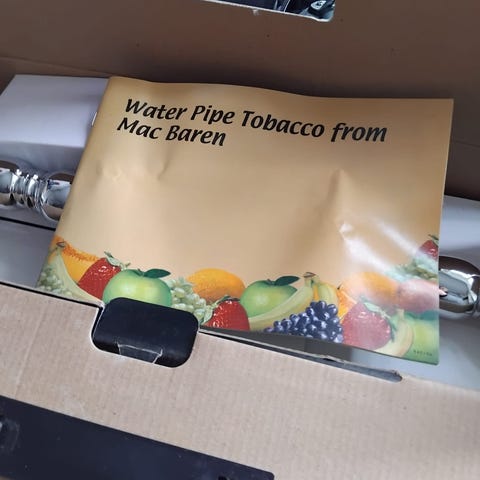 Water Pipe Tobacco from
Mac Baren